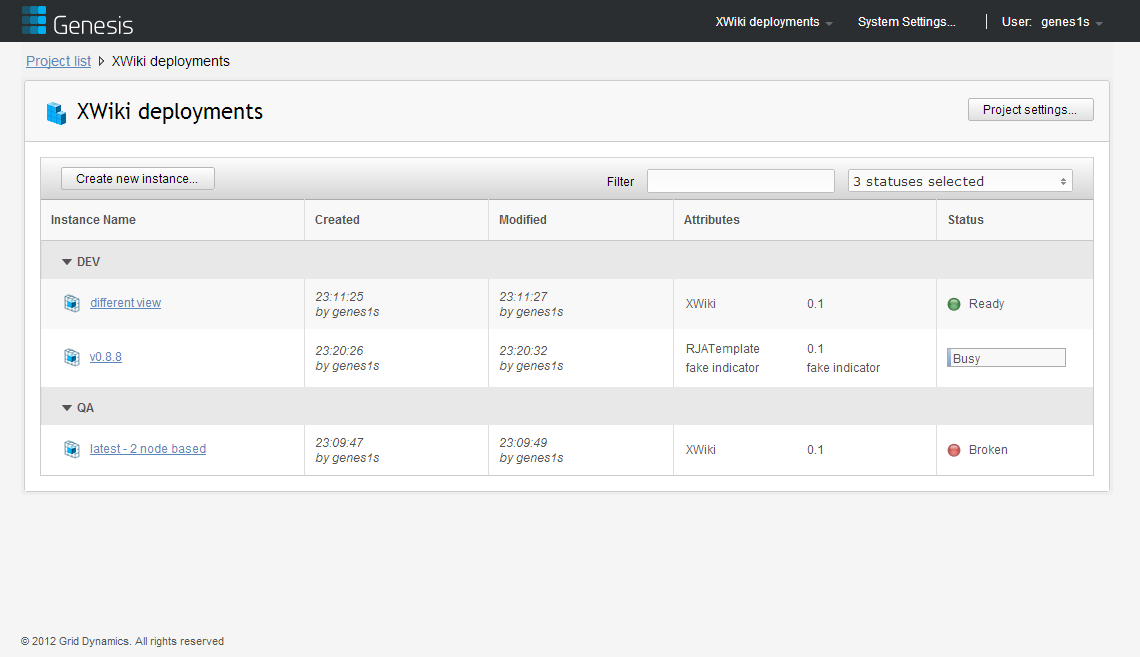 Genesis XWiki deployments System Settings... User: genes1s
Project list XWiki deployments
XWiki deployments Project settings...
Create new instance... Filter 3 statuses selected
Instance Name Created Modified Attributes Status
DEV
different view 23:11:25 23:11:27 XWiki 0.1 Ready
by genes1s by genes1s
v0.8.8 23:20:26 23:20:32 RJATemplate 0.1 Busy
by genes1s by genes1s fake indicator fake indicator
QA
latest - 2 node based 23:09:47 23:09:49 XWiki 0.1 Broken
by genes1s by genes1s
© 2012 Grid Dynamics. All rights reserved